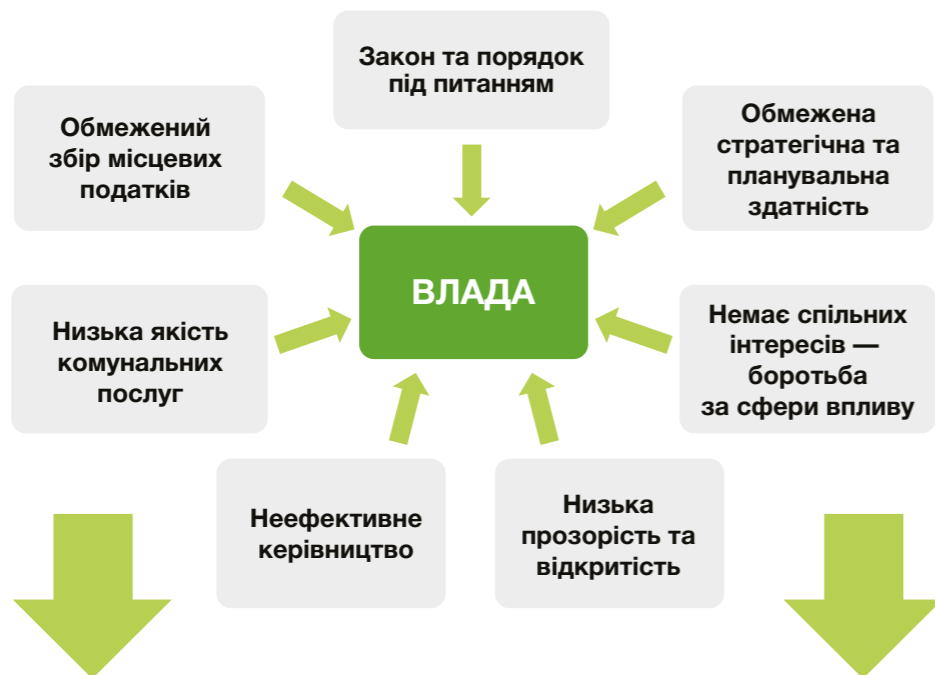 Закон та порядок
під питанням
Обмежений
збір місцевих
податків
Обмежена
стратегічна та
планувальна
здатність
ВЛАДА
Низька якість
комунальних
послуг
Немає спільних
інтересів —
боротьба
за сфери впливу
Неефективне
керівництво
Низька
прозорість та
відкритість